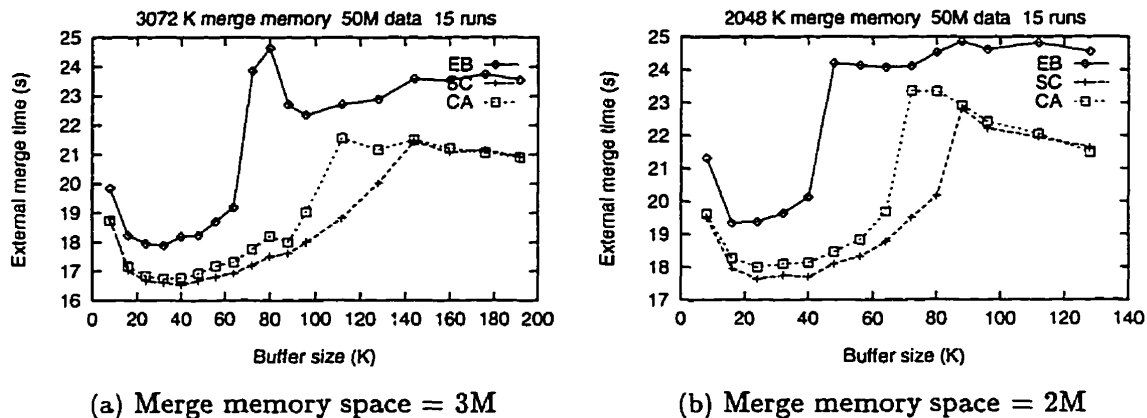 3072 K merge memory 50M data 15 runs
External merge time (s)
25
24
23
22
21
20
19
18
17
16
EB
SC
CA
0 20 40 60 80 100 120 140 160 180 200
Buffer size (K)
(a) Merge memory space = 3M
2048 K merge memory 50M data 15 runs
External merge time (s)
25
24
23
22
21
20
19
18
17
EB
SC
CA
0 20 40 60 80 100 120 140
Buffer size (K)
(b) Merge memory space = 2M